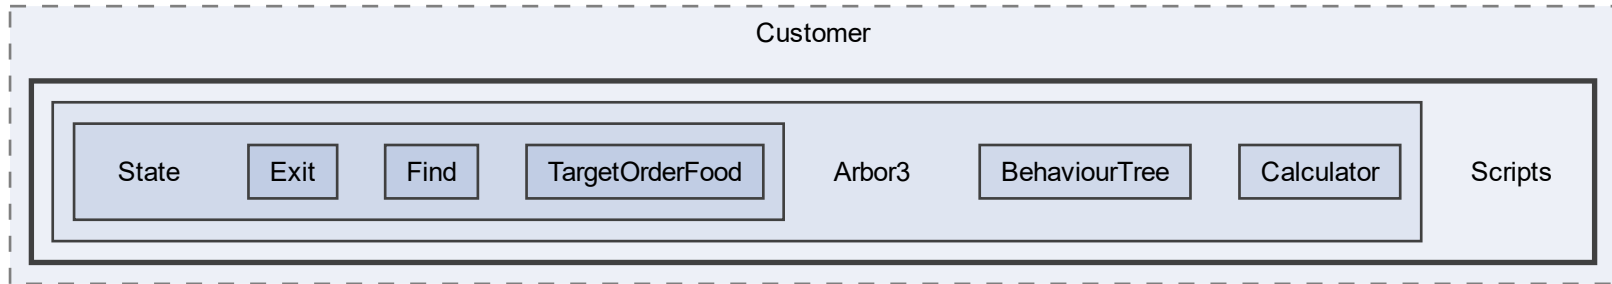 Customer
State
Exit
Find
TargetOrderFood
Arbor3
BehaviourTree
Calculator
Scripts